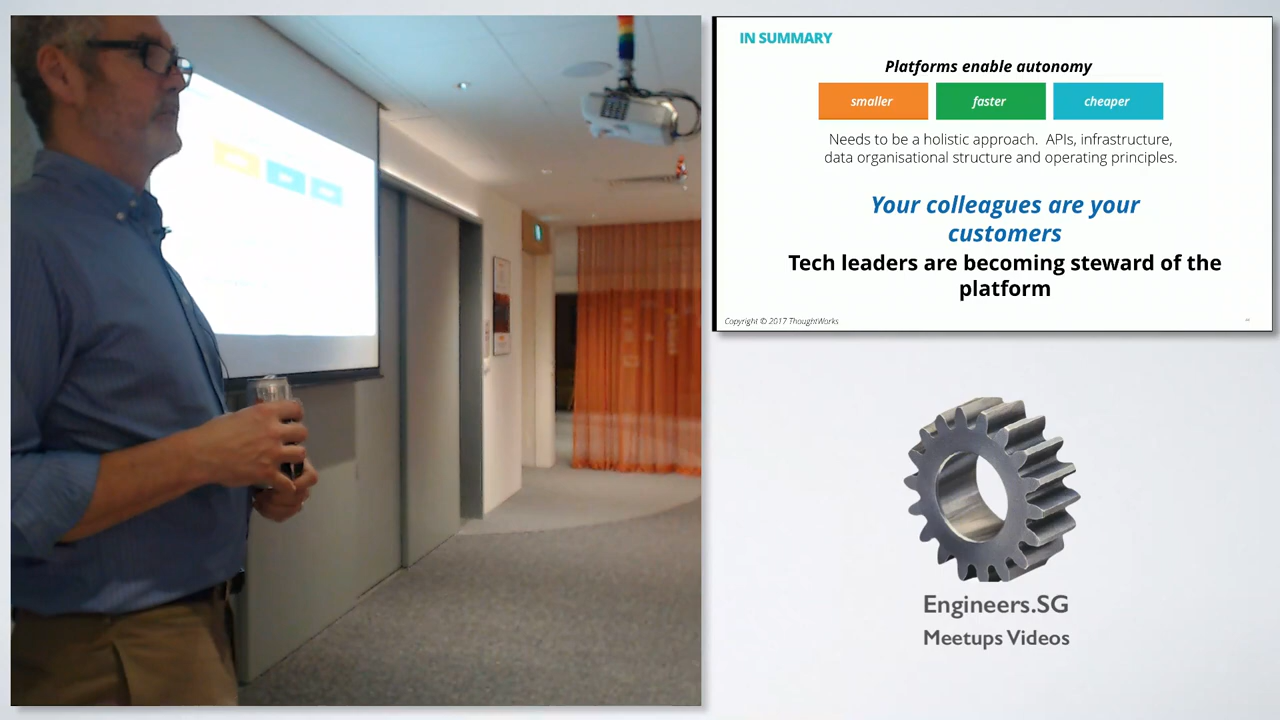 IN SUMMARY
Platforms enable autonomy
smaller
faster
cheaper
Needs to be a holistic approach. APIs, infrastructure,
data organisational structure and operating principles.
Your colleagues are your
customers
Tech leaders are becoming steward of the
platform
Copyright © 2017 ThoughtWorks
Engineers.SG
Meetups Videos